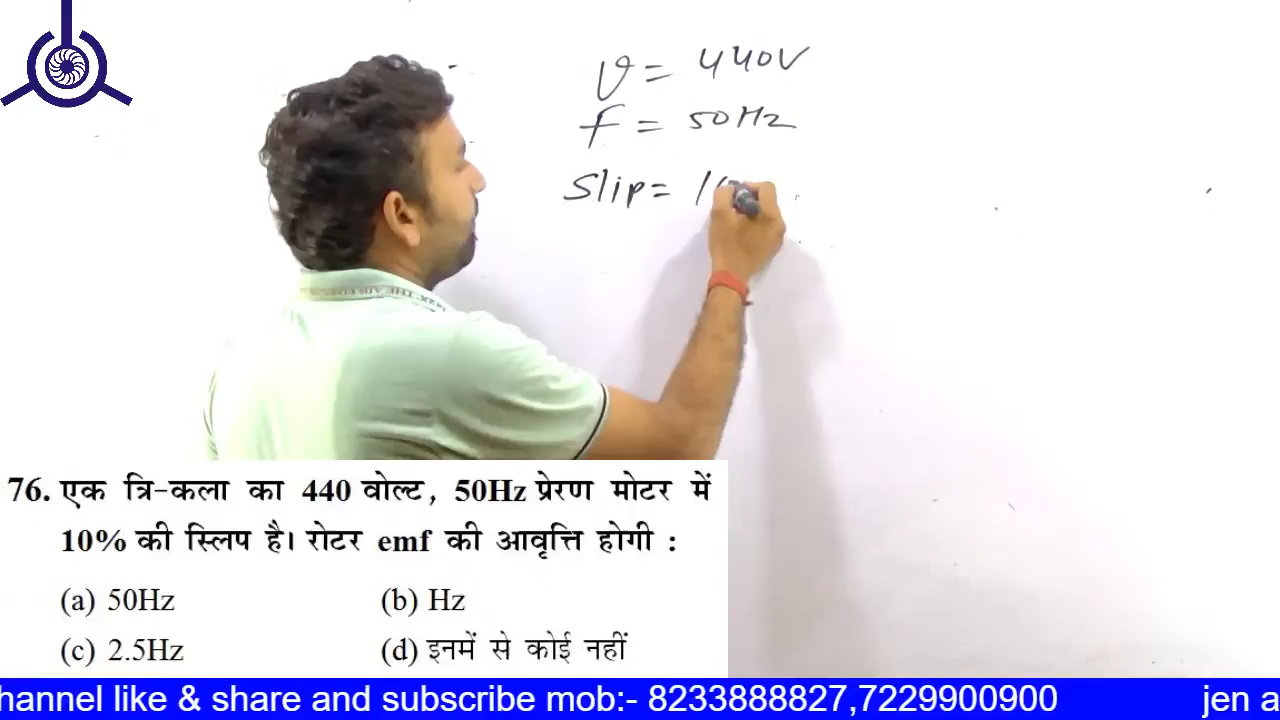 V = 440V
f = 50Hz
Slip = 10
76. एक त्रि-कला का 440 वोल्ट, 50Hz प्रेरण मोटर में
10% की स्लिप है। रोटर emf की आवृत्ति होगी :
(a) 50Hz (b) Hz
(c) 2.5Hz (d) इनमें से कोई नहीं
hannel like & share and subscribe mob:- 8233888827,7229900900 jen a